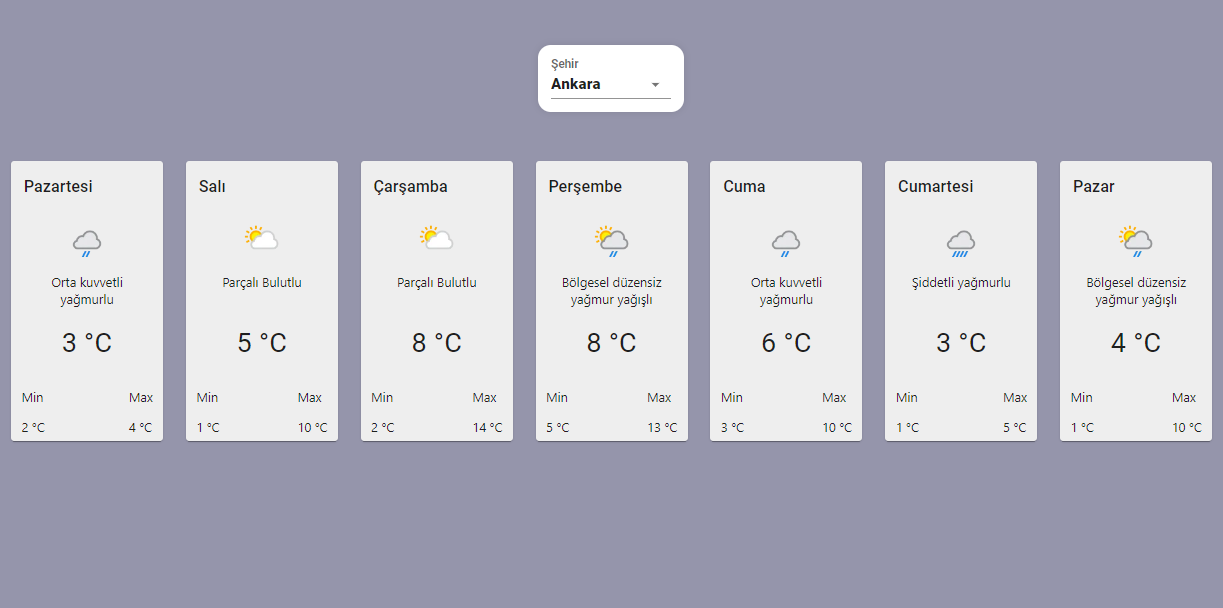 Şehir
Ankara
Pazartesi
Orta kuvvetli
yağmurlu
3 °C
Min Max
2 °C 4 °C
Salı
Parçalı Bulutlu
5 °C
Min Max
1 °C 10 °C
Çarşamba
Parçalı Bulutlu
8 °C
Min Max
2 °C 14 °C
Perşembe
Bölgesel düzensiz
yağmur yağışlı
8 °C
Min Max
5 °C 13 °C
Cuma
Orta kuvvetli
yağmurlu
6 °C
Min Max
3 °C 10 °C
Cumartesi
Şiddetli yağmurlu
3 °C
Min Max
1 °C 5 °C
Pazar
Bölgesel düzensiz
yağmur yağışlı
4 °C
Min Max
1 °C 10 °C